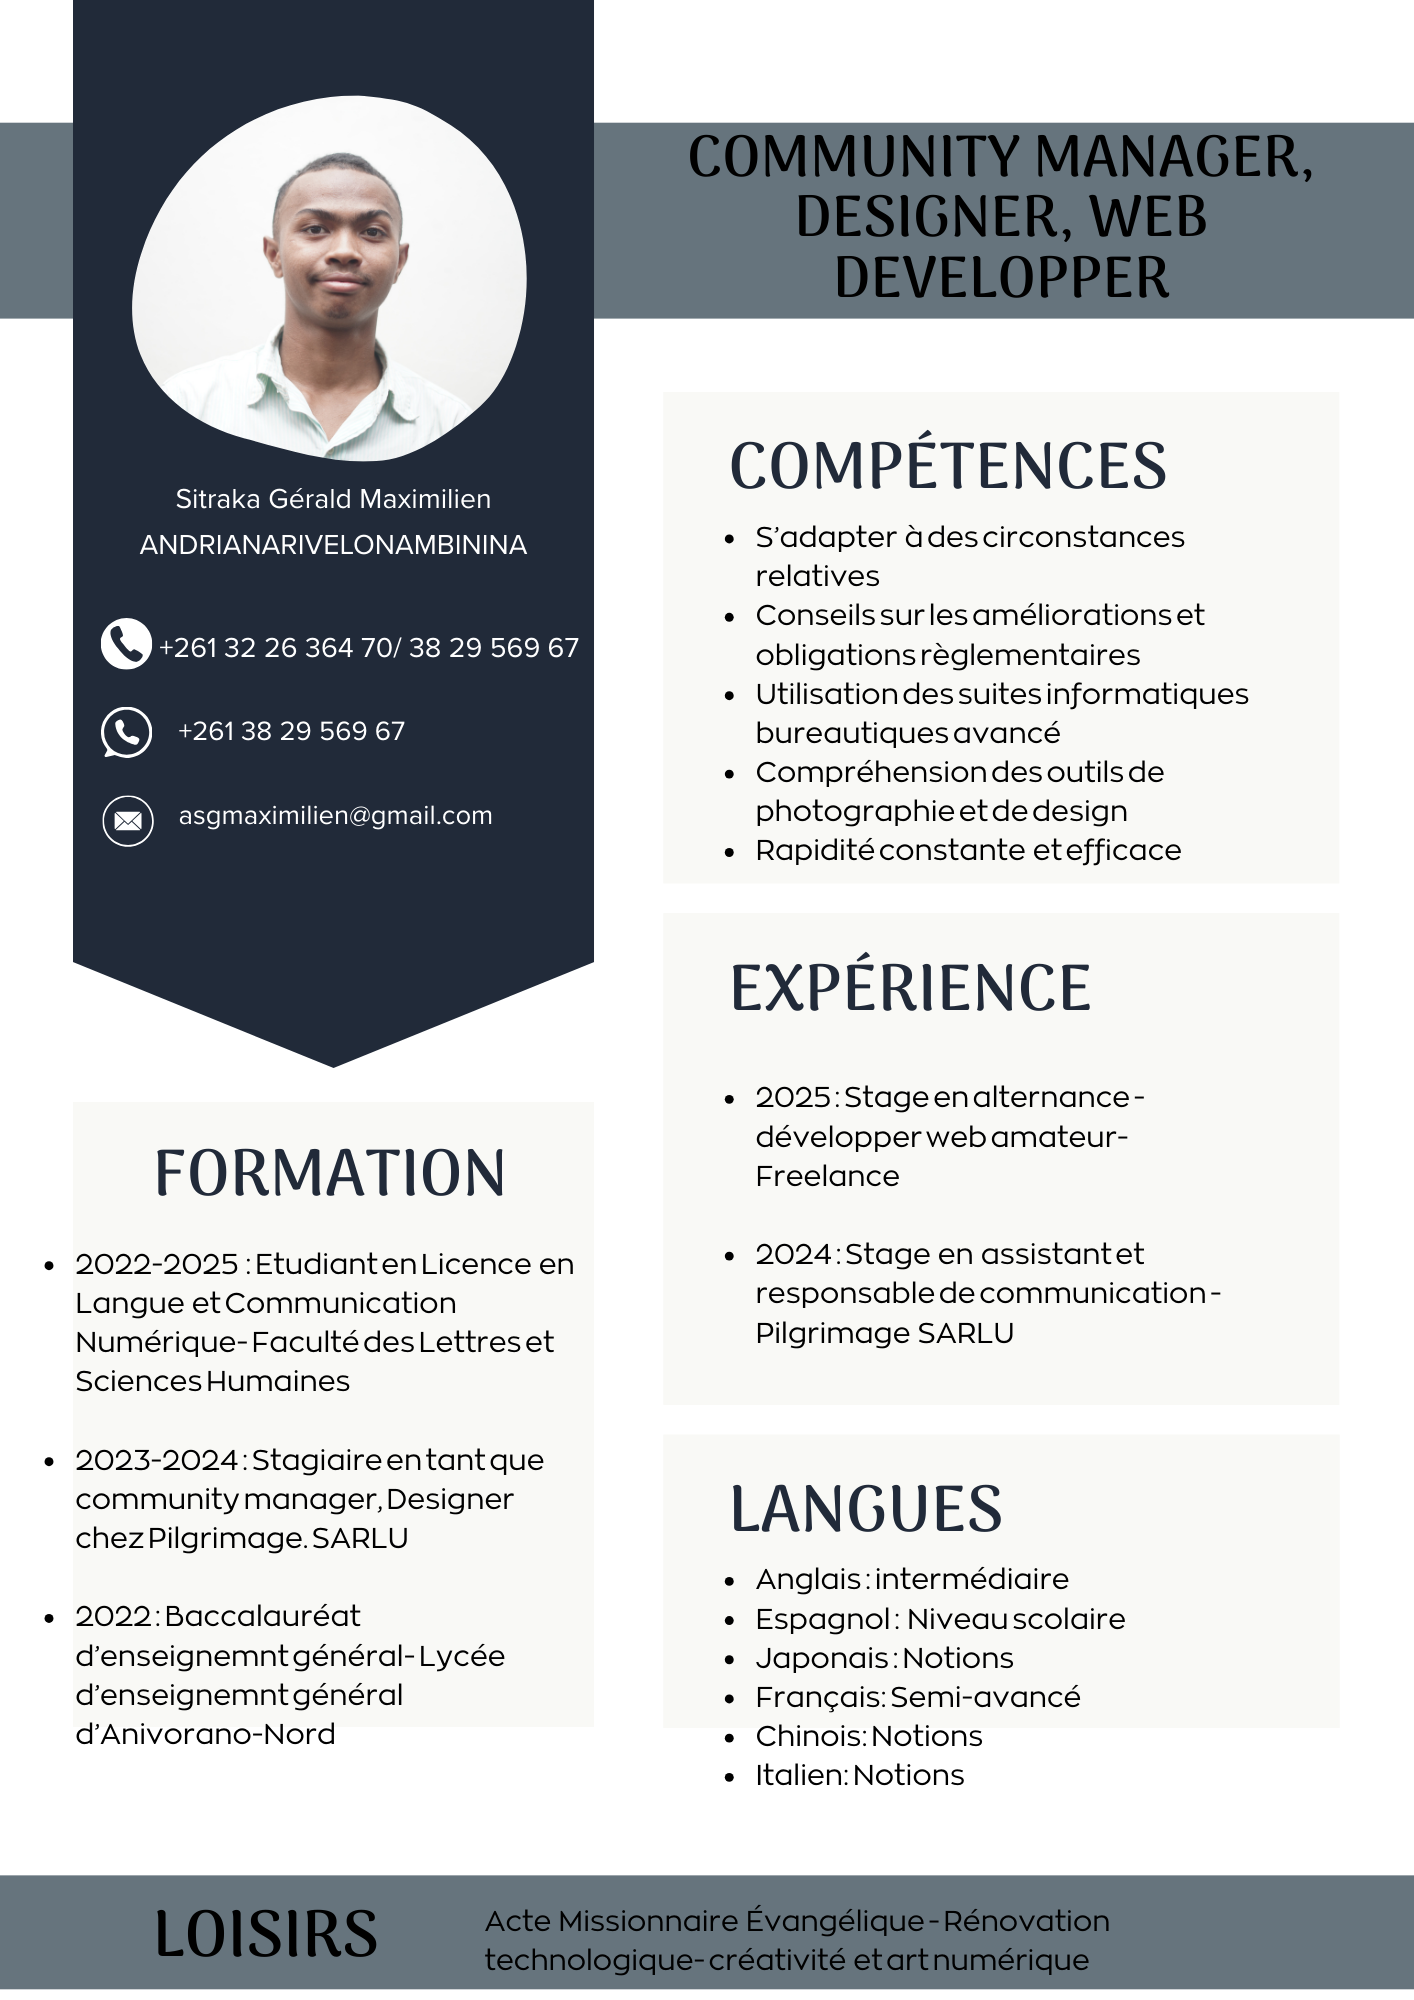 COMMUNITY MANAGER,
DESIGNER, WEB
DEVELOPPER
Sitraka Gérald Maximilien
ANDRIANARIVELONAMBININA
+261 32 26 364 70/ 38 29 569 67
+261 38 29 569 67
asgmaximilien@gmail.com
FORMATION
• 2022-2025 : Etudiant en Licence en
Langue et Communication
Numérique- Faculté des Lettres et
Sciences Humaines
• 2023-2024 : Stagiaire en tant que
community manager, Designer
chez Pilgrimage. SARLU
• 2022 : Baccalauréat
d’enseignemnt général- Lycée
d’enseignemnt général
d’Anivorano-Nord
COMPÉTENCES
• S’adapter à des circonstances
relatives
• Conseils sur les améliorations et
obligations règlementaires
• Utilisation des suites informatiques
bureautiques avancé
• Compréhension des outils de
photographie et de design
• Rapidité constante et efficace
EXPÉRIENCE
• 2025 : Stage en alternance -
développer web amateur-
Freelance
• 2024 : Stage en assistant et
responsable de communication -
Pilgrimage SARLU
LANGUES
• Anglais : intermédiaire
• Espagnol : Niveau scolaire
• Japonais : Notions
• Français: Semi-avancé
• Chinois: Notions
• Italien: Notions
LOISIRS
Acte Missionnaire Évangélique - Rénovation
technologique- créativité et art numérique